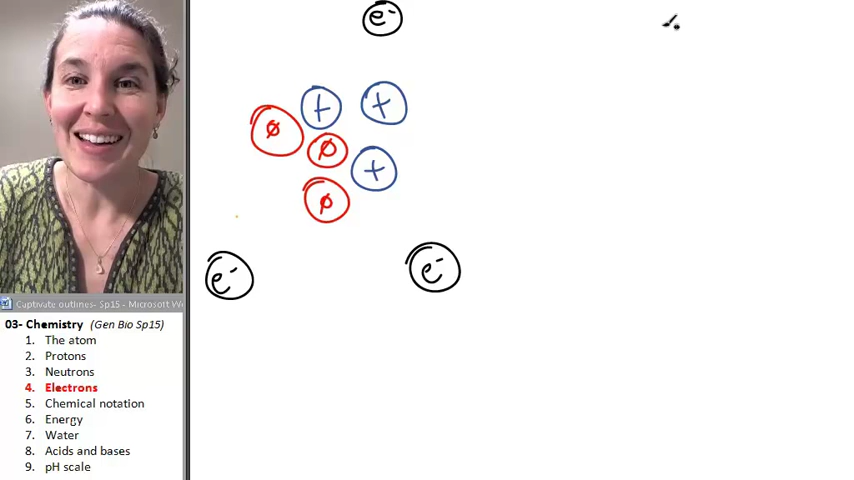 e-
+ +
ø
ø
+
ø
e- e-
Captivate outlines- Sp15 - Microsoft W
03- Chemistry (Gen Bio Sp15)
1. The atom
2. Protons
3. Neutrons
4. Electrons
5. Chemical notation
6. Energy
7. Water
8. Acids and bases
9. pH scale